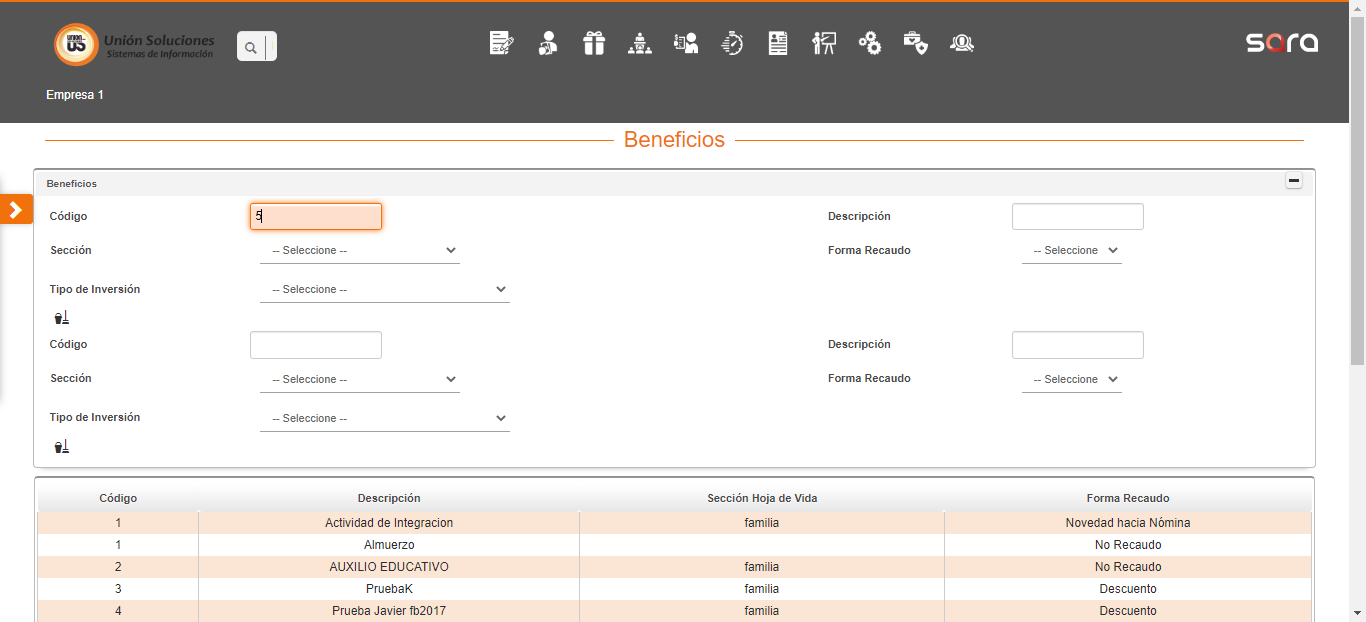 UNIÓN
US
Unión Soluciones
Sistemas de Información
sara
Empresa 1
Beneficios
Beneficios
Código 5 Descripción
Sección -- Seleccione -- Forma Recaudo -- Seleccione
Tipo de Inversión -- Seleccione --
Código Descripción
Sección -- Seleccione -- Forma Recaudo -- Seleccione
Tipo de Inversión -- Seleccione --
Código Descripción Sección Hoja de Vida Forma Recaudo
1 Actividad de Integracion familia Novedad hacia Nómina
1 Almuerzo No Recaudo
2 AUXILIO EDUCATIVO familia No Recaudo
3 PruebaK familia Descuento
4 Prueba Javier fb2017 familia Descuento